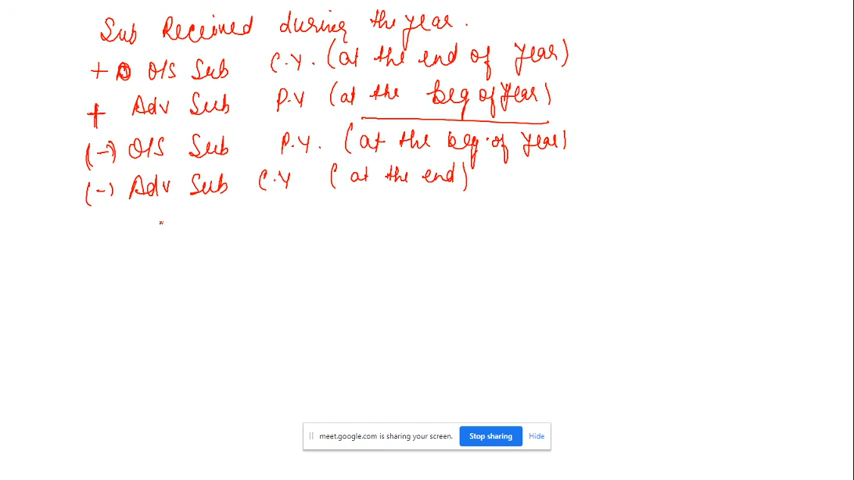 Sub Received during the year.
+ O/S Sub C.Y. (at the end of year)
+ Adv Sub P.Y (at the beg of year)
(-) O/S Sub P.Y. (at the beg. of year)
(-) Adv Sub C.Y (at the end)
meet.google.com is sharing your screen. Stop sharing Hide